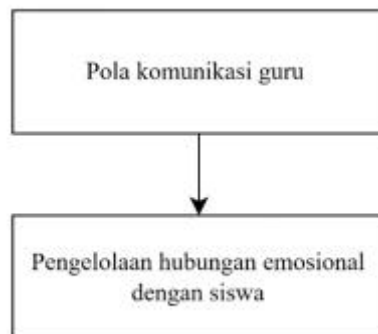 Pola komunikasi guru
Pengelolaan hubungan emosional
dengan siswa